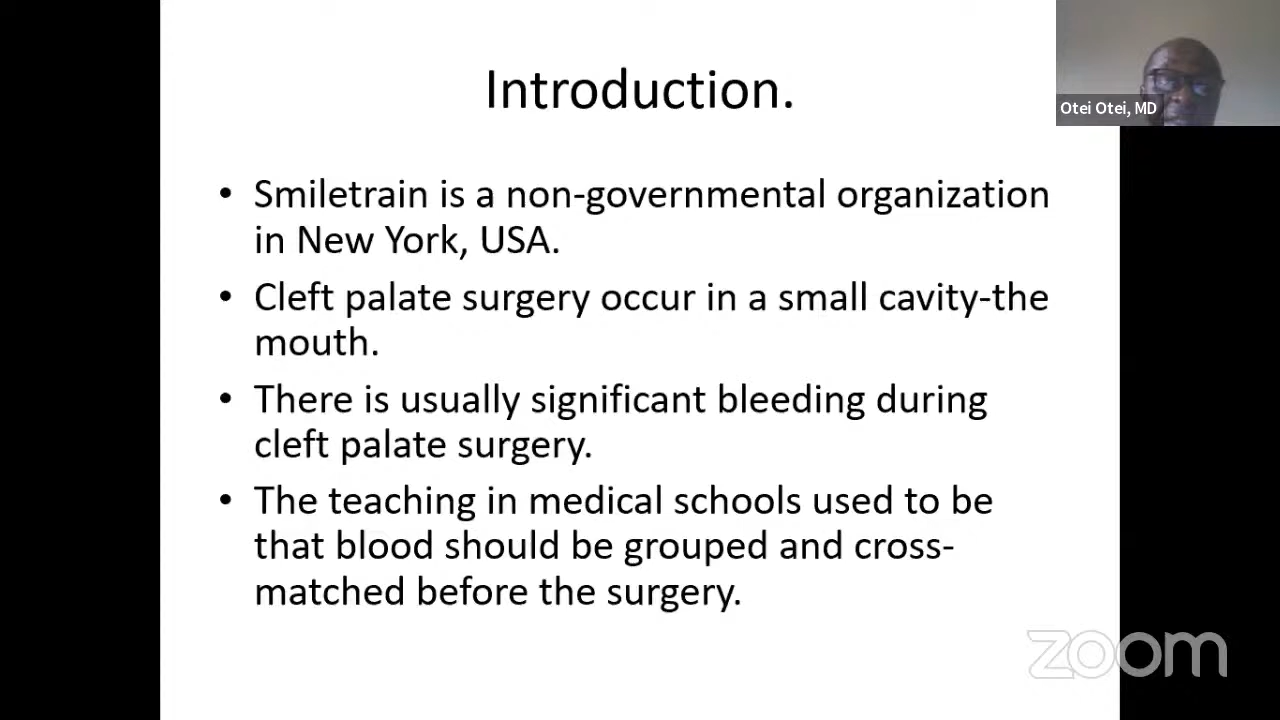 Introduction.
Otei Otei, MD
• Smiletrain is a non-governmental organization
in New York, USA.
• Cleft palate surgery occur in a small cavity-the
mouth.
• There is usually significant bleeding during
cleft palate surgery.
• The teaching in medical schools used to be
that blood should be grouped and cross-
matched before the surgery.
zoom